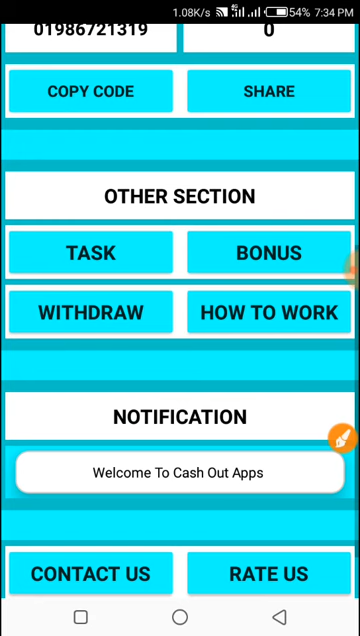 1.08K/s 4G 54% 7:34 PM
01986721319 0
COPY CODE SHARE
OTHER SECTION
TASK BONUS
WITHDRAW HOW TO WORK
NOTIFICATION
Welcome To Cash Out Apps
CONTACT US RATE US